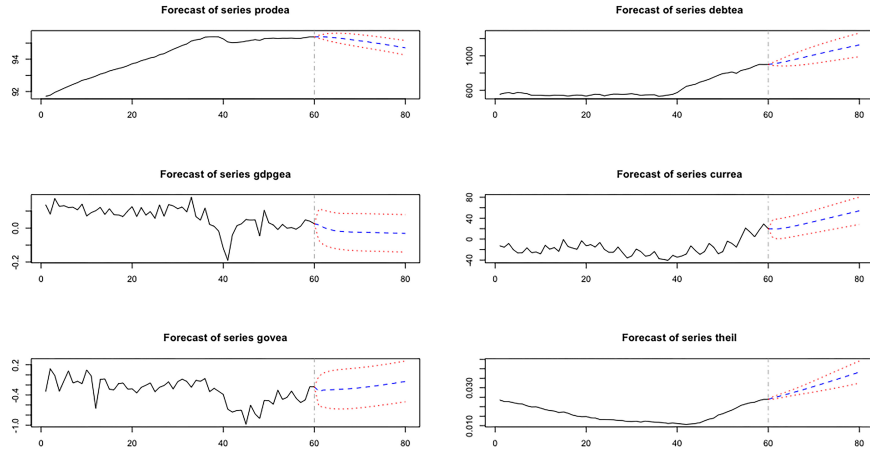 Forecast of series prodea
94
92
0 20 40 60 80
Forecast of series debtea
1000
600
0 20 40 60 80
Forecast of series gdpgea
0.0
-0.2
0 20 40 60 80
Forecast of series currea
80
40
0
-40
0 20 40 60 80
Forecast of series govea
0.2
-0.4
-1.0
0 20 40 60 80
Forecast of series theil
0.030
0.010
0 20 40 60 80